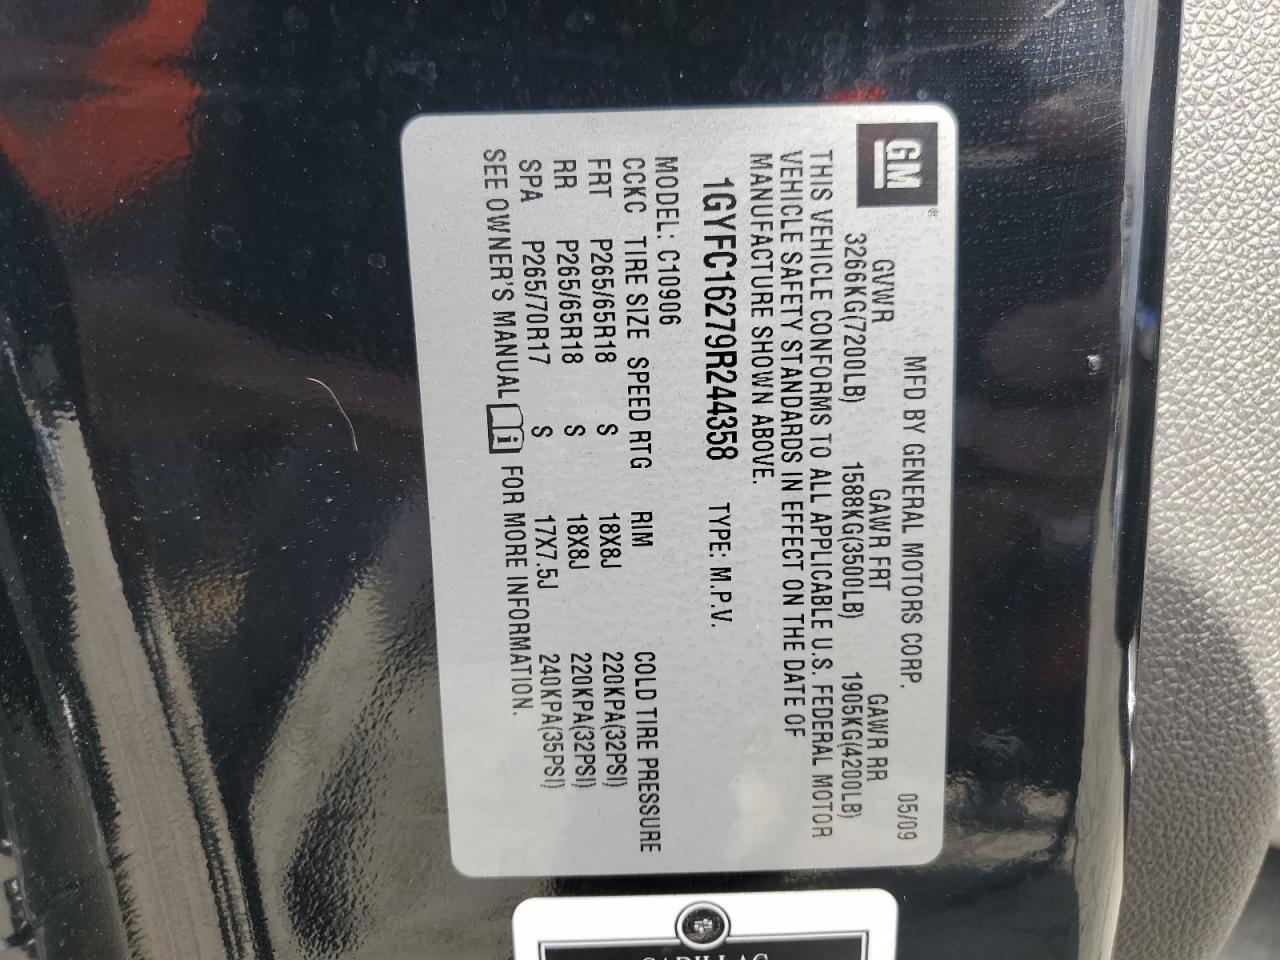 GM®
MFD BY GENERAL MOTORS CORP. 05/09
GVWR GAWR FRT GAWR RR
3266KG(7200LB) 1588KG(3500LB) 1905KG(4200LB)
THIS VEHICLE CONFORMS TO ALL APPLICABLE U.S. FEDERAL MOTOR
VEHICLE SAFETY STANDARDS IN EFFECT ON THE DATE OF
MANUFACTURE SHOWN ABOVE.
1GYFC16279R244358 TYPE: M.P.V.
MODEL: C10906
CCKC TIRE SIZE SPEED RTG RIM COLD TIRE PRESSURE
FRT P265/65R18 S 18X8J 220KPA(32PSI)
RR P265/65R18 S 18X8J 220KPA(32PSI)
SPA P265/70R17 S 17X7.5J 240KPA(35PSI)
SEE OWNER'S MANUAL i FOR MORE INFORMATION.
CADILLAC